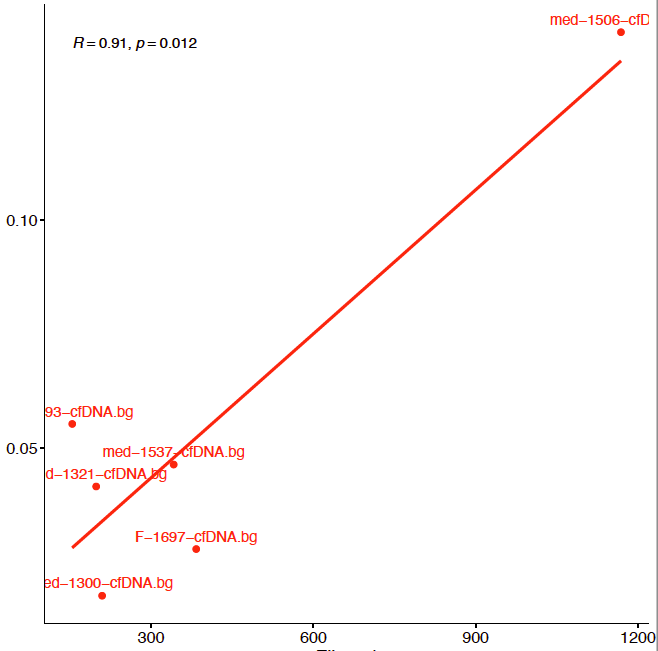 med−1506−cfD
R = 0.91, p = 0.012
0.10
93−cfDNA.bg
0.05
med−1537−cfDNA.bg
d−1321−cfDNA.bg
F−1697−cfDNA.bg
ed−1300−cfDNA.bg
300 600 900 1200